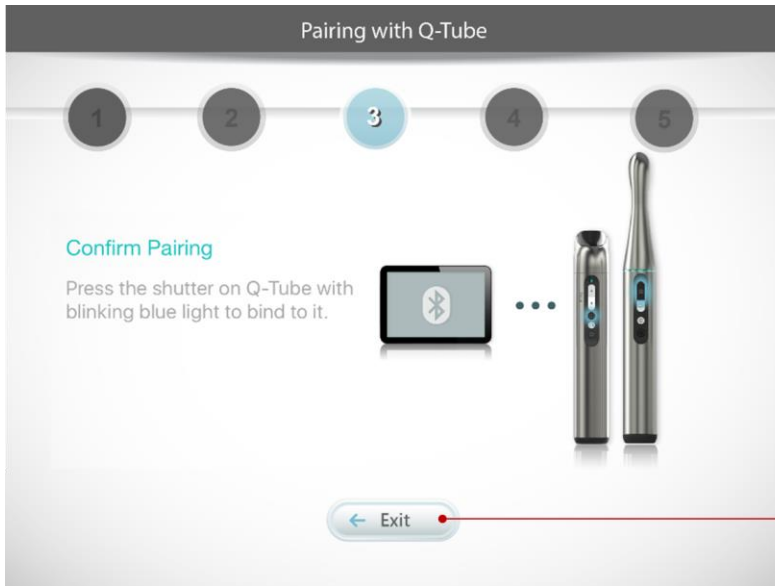 Pairing with Q-Tube
1 2 3 4 5
Confirm Pairing
Press the shutter on Q-Tube with
blinking blue light to bind to it.
Exit